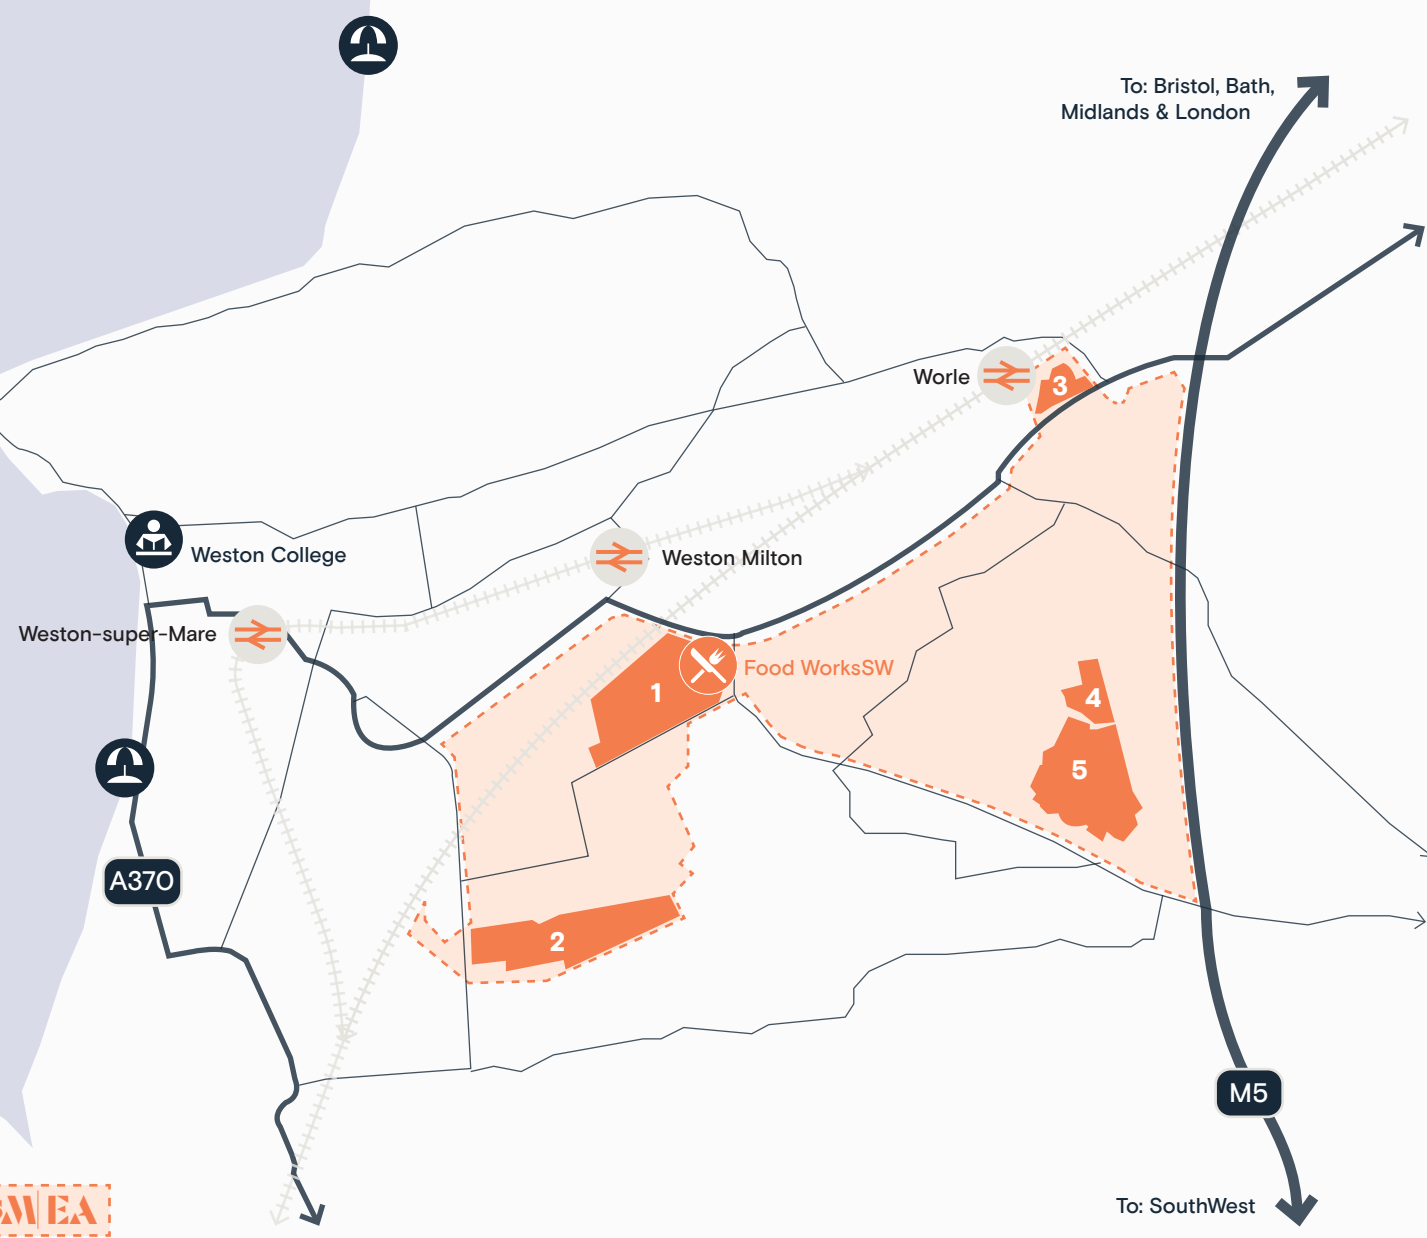 To: Bristol, Bath,
Midlands & London
Worle
3
Weston College
Weston Milton
Weston-super-Mare
Food WorksSW
1
4
5
A370
2
M5
To: SouthWest
EA